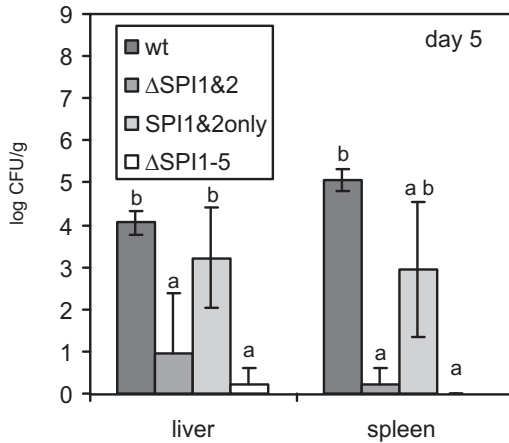 9
8
7
6
5
4
3
2
1
0
log CFU/g
wt
ΔSPI1&2
SPI1&2only
ΔSPI1-5
day 5
b
a
b
a
b
a
a b
a
liver
spleen